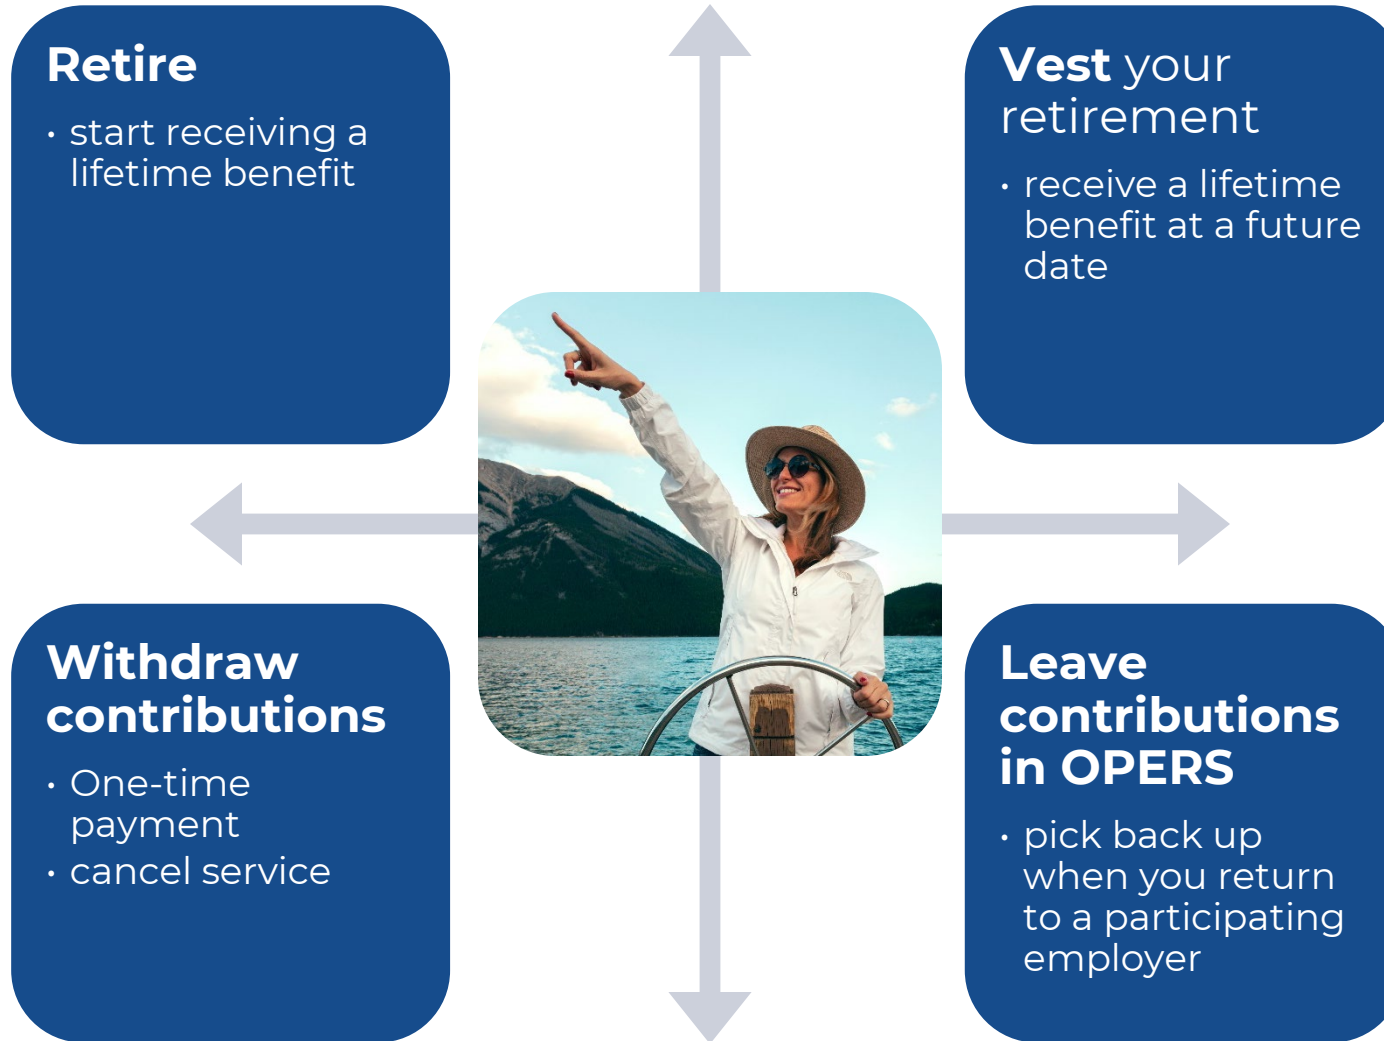 Retire
• start receiving a
lifetime benefit
Vest your
retirement
• receive a lifetime
benefit at a future
date
Withdraw
contributions
• One-time
payment
• cancel service
Leave
contributions
in OPERS
• pick back up
when you return
to a participating
employer